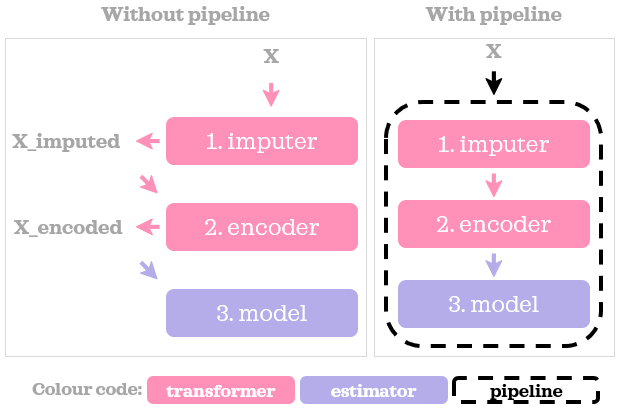 Without pipeline
X
1. imputer
X_imputed
2. encoder
X_encoded
3. model
With pipeline
X
1. imputer
2. encoder
3. model
Colour code: transformer estimator pipeline